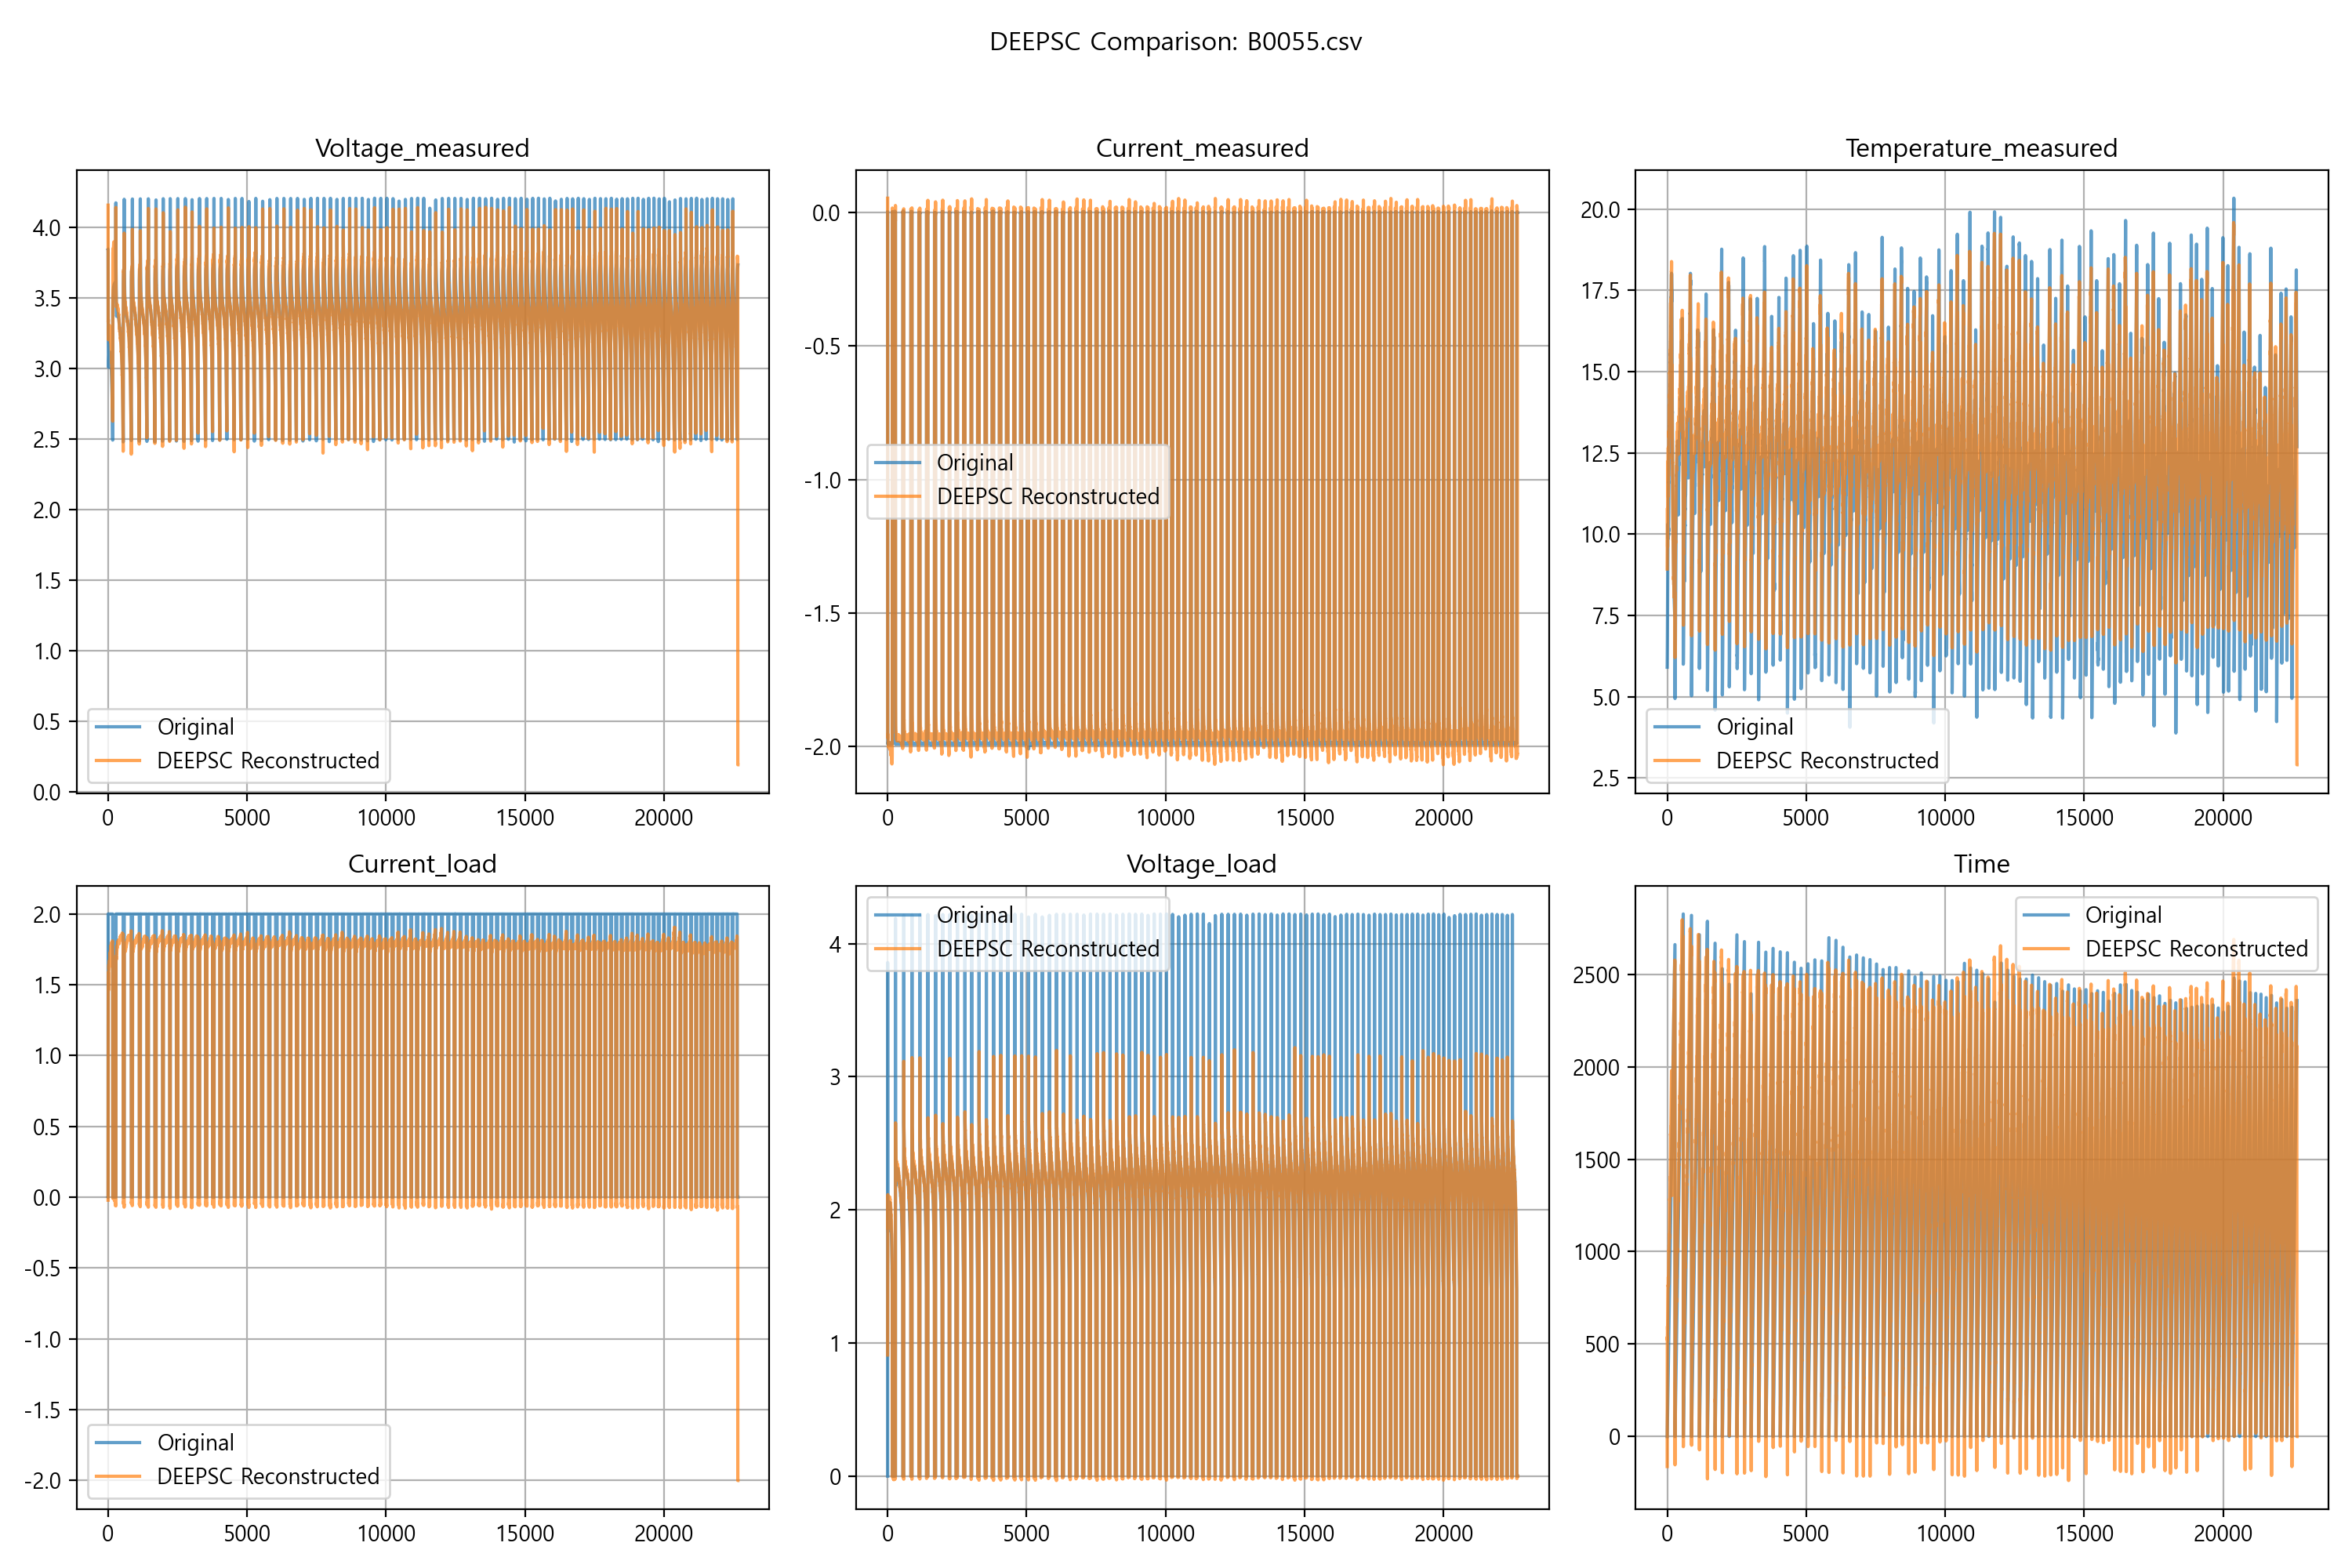 DEEPSC Comparison: B0055.csv
Voltage_measured
4.0
3.5
3.0
2.5
2.0
1.5
1.0
0.5
0.0
Original
DEEPSC Reconstructed
0 5000 10000 15000 20000
Current_measured
0.0
-0.5
-1.0
-1.5
-2.0
Original
DEEPSC Reconstructed
0 5000 10000 15000 20000
Temperature_measured
20.0
17.5
15.0
12.5
10.0
7.5
5.0
2.5
Original
DEEPSC Reconstructed
0 5000 10000 15000 20000
Current_load
2.0
1.5
1.0
0.5
0.0
-0.5
-1.0
-1.5
-2.0
Original
DEEPSC Reconstructed
0 5000 10000 15000 20000
Voltage_load
Original
DEEPSC Reconstructed
4
3
2
1
0
0 5000 10000 15000 20000
Time
Original
DEEPSC Reconstructed
2500
2000
1500
1000
500
0
0 5000 10000 15000 20000